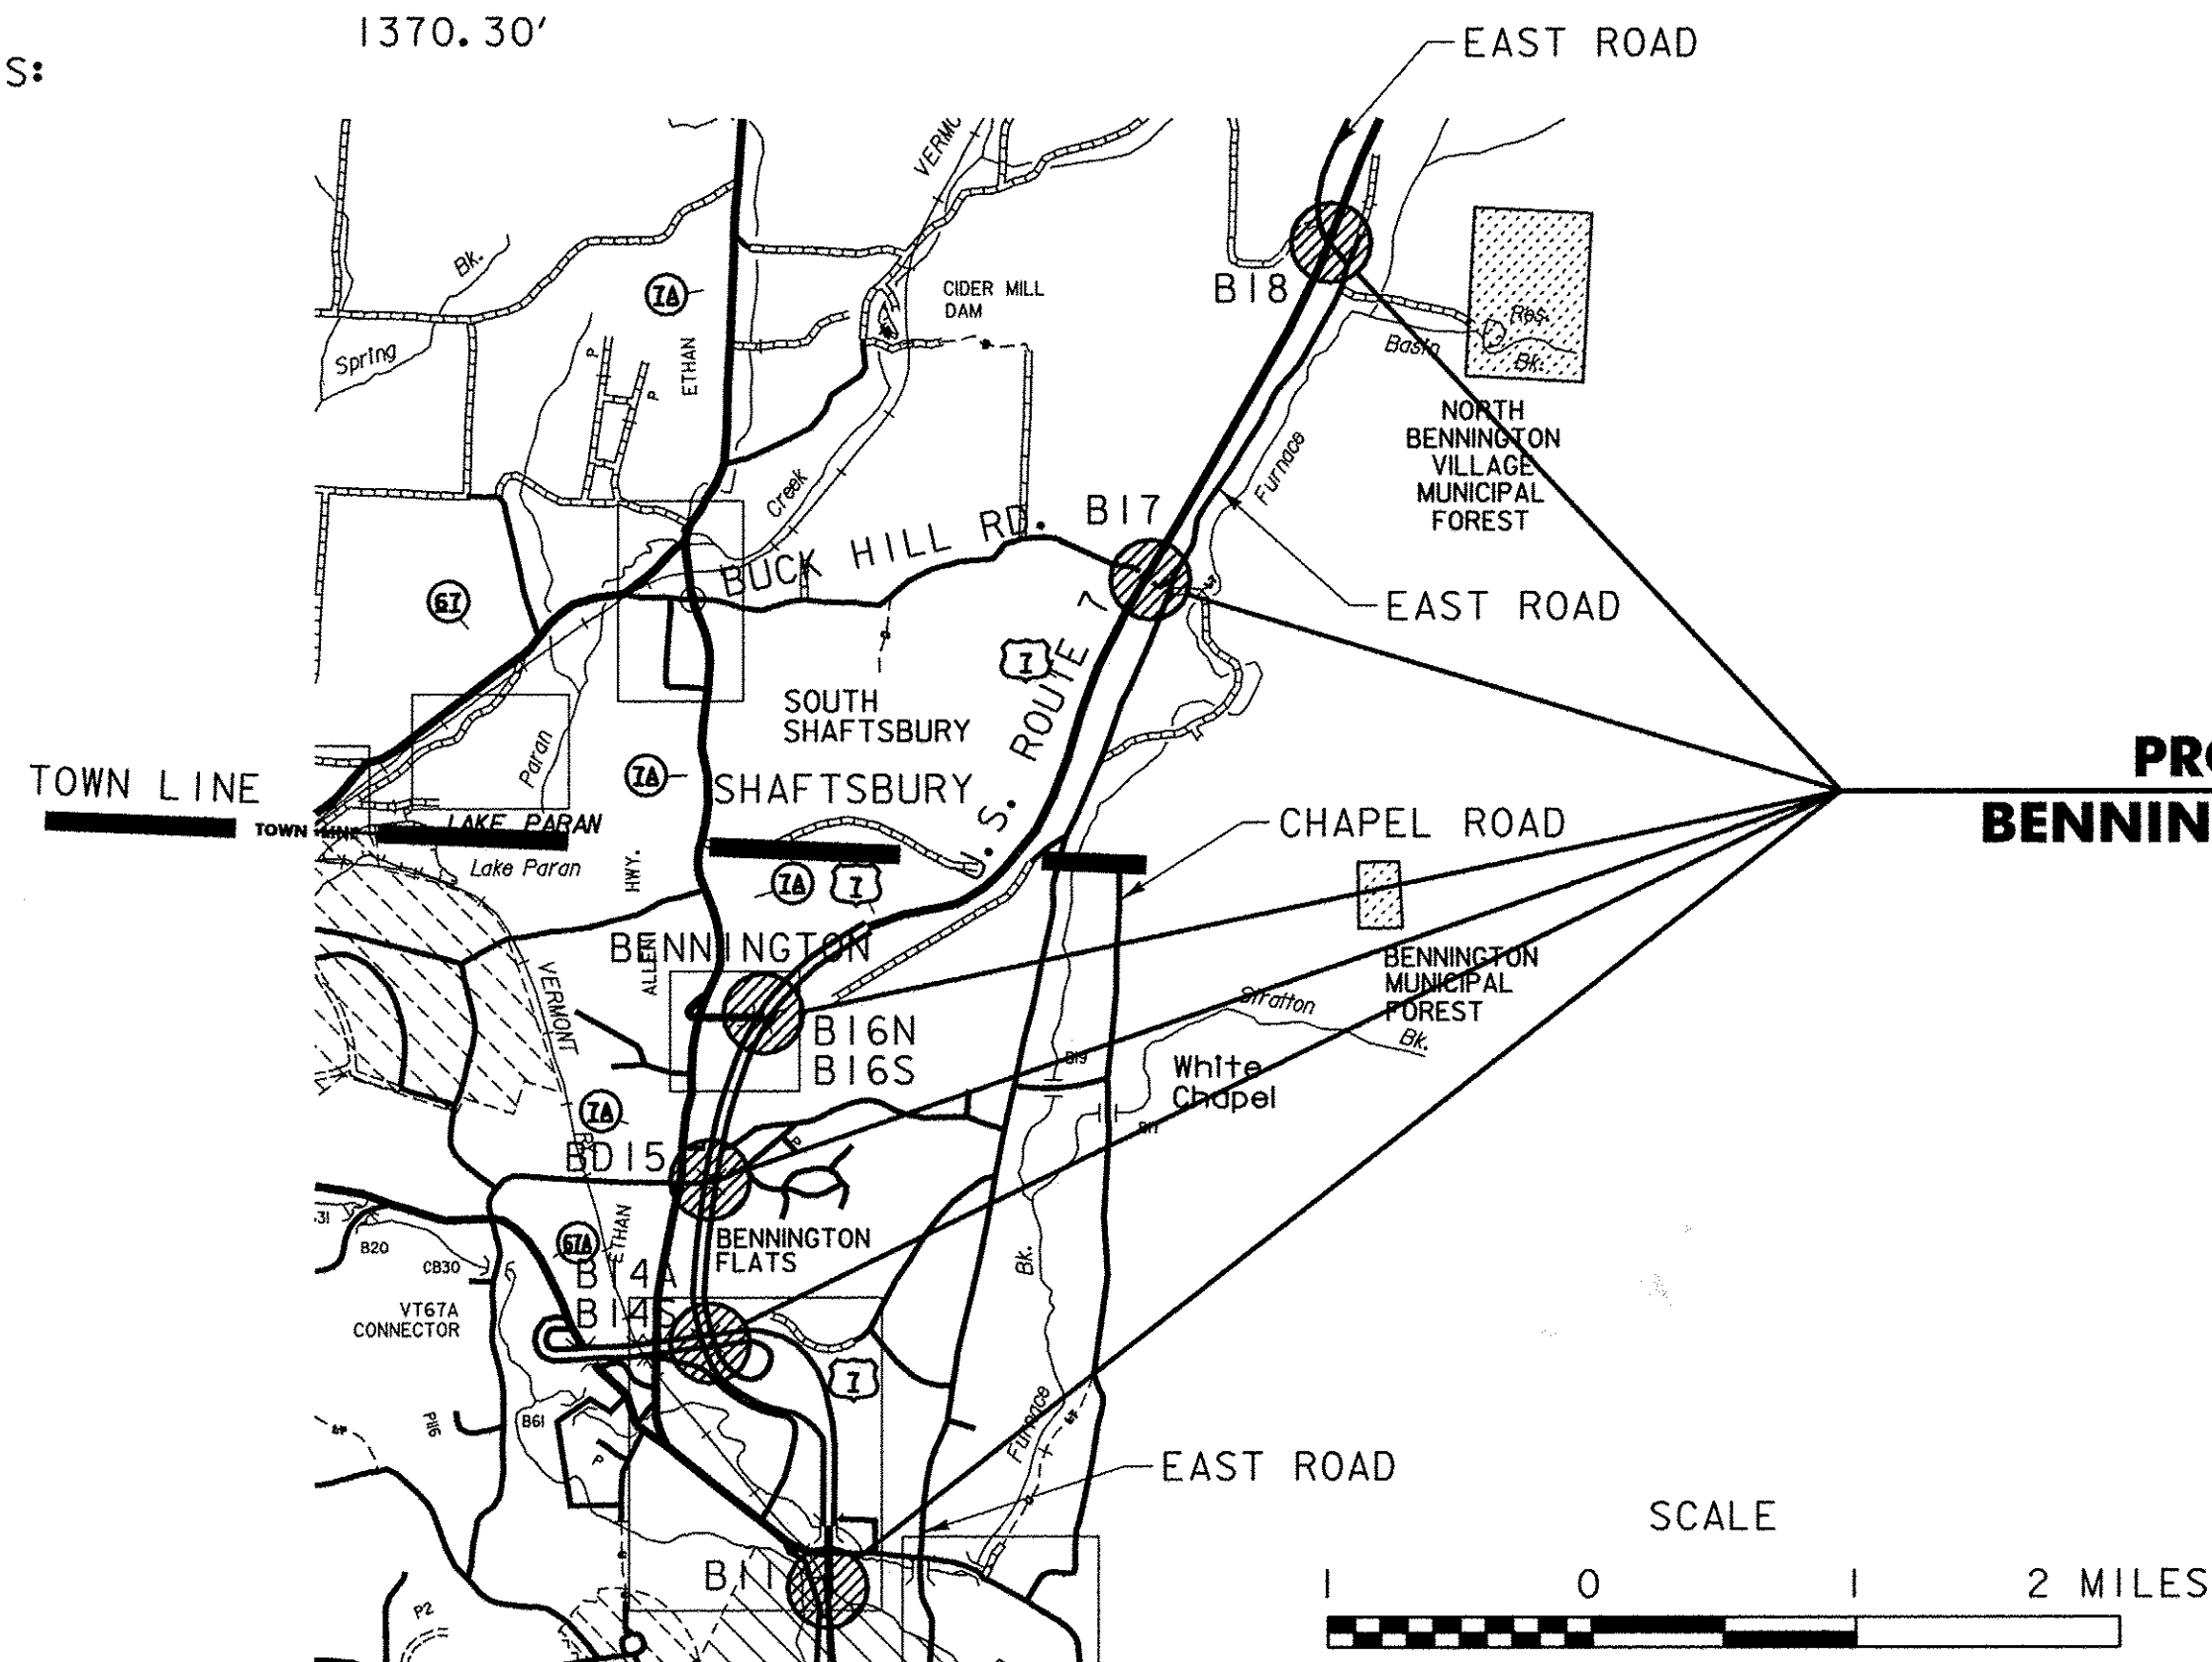 1370.30'
S:
EAST ROAD
Bk.
7A
CIDER MILL
DAM
ETHAN
Spring
P
P
B18
Res.
Basin
Bk.
NORTH
BENNINGTON
VILLAGE
MUNICIPAL
FOREST
Furnace
Creek
B17
BUCK HILL RD.
67
EAST ROAD
7
U.S. ROUTE 7
SOUTH
SHAFTSBURY
Paran
7A
SHAFTSBURY
TOWN LINE
TOWN LINE
LAKE PARAN
Lake Paran
HWY.
7A
7
CHAPEL ROAD
BENNINGTON
ALLEN
VERMONT
BENNINGTON
MUNICIPAL
FOREST
Stratton
Bk.
B16N
B16S
B19
White
Chapel
7A
BD15
P
BENNINGTON
FLATS
67A
ETHAN
B20
CB30
VT67A
CONNECTOR
B14S
Bk.
7
B61
P
Furnace
EAST ROAD
B11
P2
SCALE
1 0 1 2 MILES